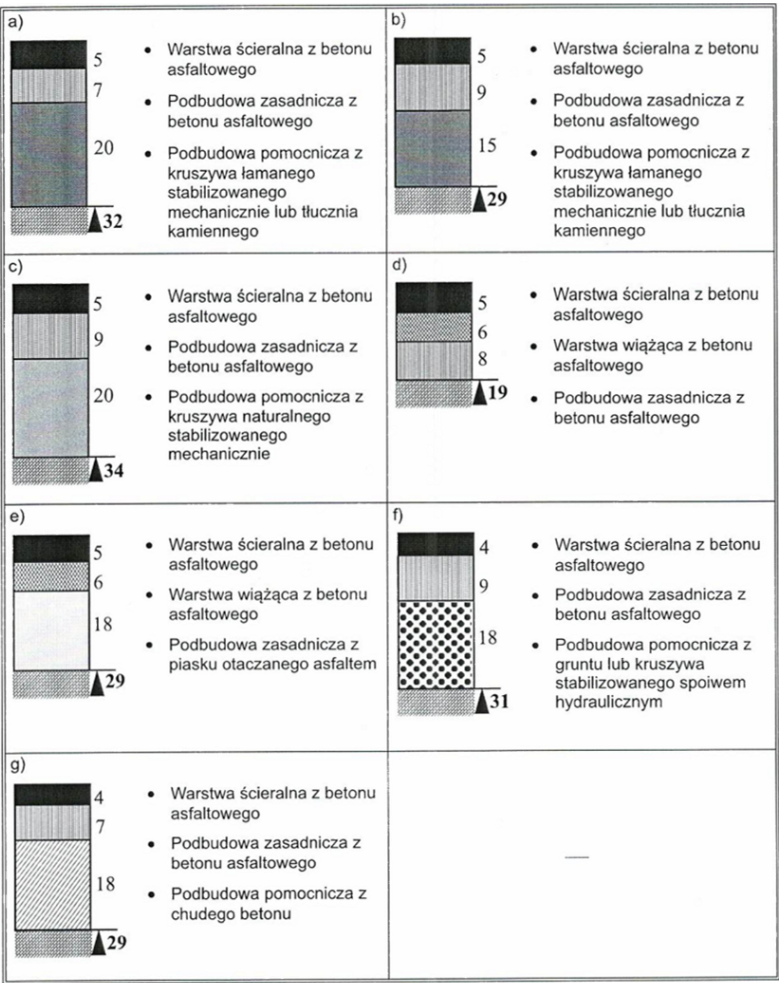 a)
5
7
20
32
• Warstwa ścieralna z betonu
asfaltowego
• Podbudowa zasadnicza z
betonu asfaltowego
• Podbudowa pomocnicza z
kruszywa łamanego
stabilizowanego
mechanicznie lub tłucznia
kamiennego
b)
5
9
15
29
• Warstwa ścieralna z betonu
asfaltowego
• Podbudowa zasadnicza z
betonu asfaltowego
• Podbudowa pomocnicza z
kruszywa łamanego
stabilizowanego
mechanicznie lub tłucznia
kamiennego
c)
5
9
20
34
• Warstwa ścieralna z betonu
asfaltowego
• Podbudowa zasadnicza z
betonu asfaltowego
• Podbudowa pomocnicza z
kruszywa naturalnego
stabilizowanego
mechanicznie
d)
5
6
8
19
• Warstwa ścieralna z betonu
asfaltowego
• Warstwa wiążąca z betonu
asfaltowego
• Podbudowa zasadnicza z
betonu asfaltowego
e)
5
6
18
29
• Warstwa ścieralna z betonu
asfaltowego
• Warstwa wiążąca z betonu
asfaltowego
• Podbudowa zasadnicza z
piasku otaczanego asfaltem
f)
4
9
18
31
• Warstwa ścieralna z betonu
asfaltowego
• Podbudowa zasadnicza z
betonu asfaltowego
• Podbudowa pomocnicza z
gruntu lub kruszywa
stabilizowanego spoiwem
hydraulicznym
g)
4
7
18
29
• Warstwa ścieralna z betonu
asfaltowego
• Podbudowa zasadnicza z
betonu asfaltowego
• Podbudowa pomocnicza z
chudego betonu
—